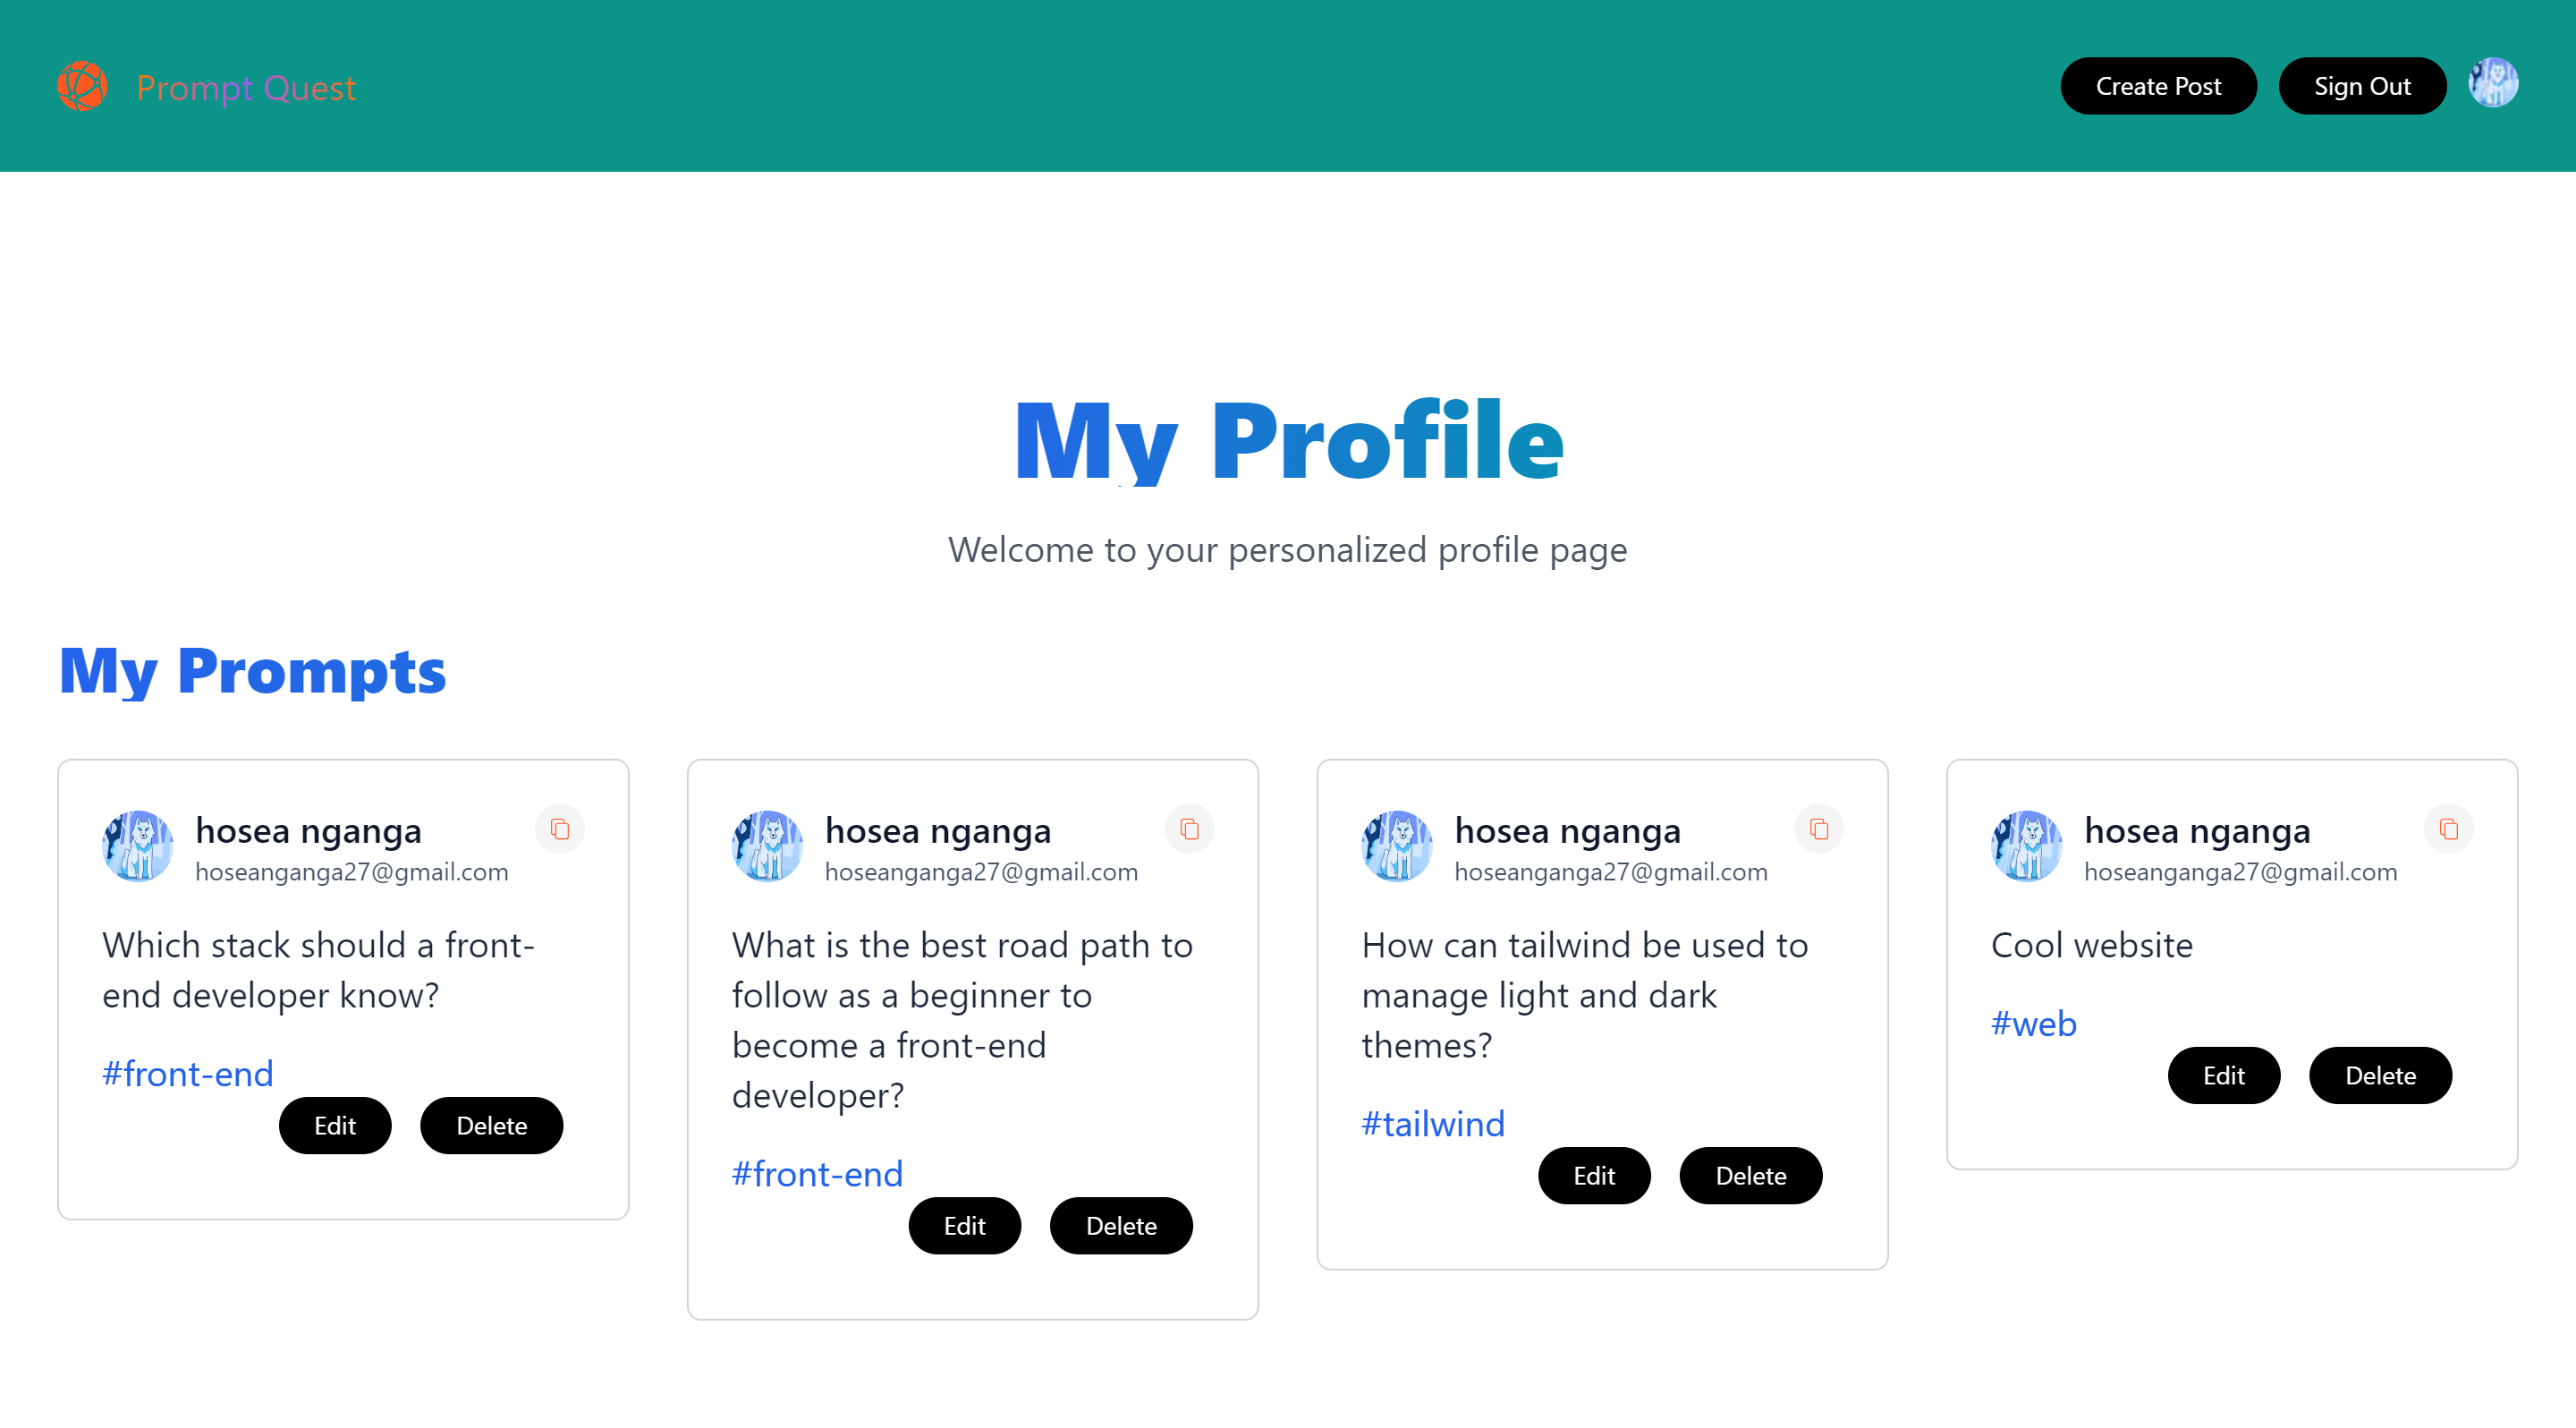 Prompt Quest
Create Post
Sign Out
My Profile
Welcome to your personalized profile page
My Prompts
hosea nganga
hoseanganga27@gmail.com
Which stack should a front-
end developer know?
#front-end
Edit
Delete
hosea nganga
hoseanganga27@gmail.com
What is the best road path to
follow as a beginner to
become a front-end
developer?
#front-end
Edit
Delete
hosea nganga
hoseanganga27@gmail.com
How can tailwind be used to
manage light and dark
themes?
#tailwind
Edit
Delete
hosea nganga
hoseanganga27@gmail.com
Cool website
#web
Edit
Delete